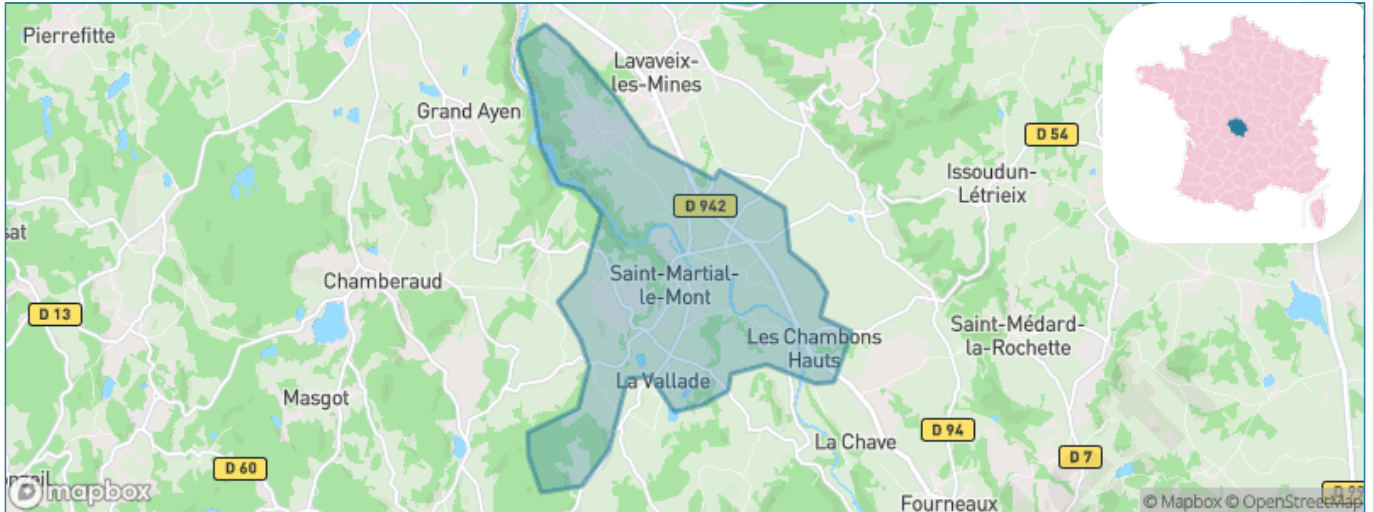 Pierrefitte
Lavaveix-
les-Mines
Grand Ayen
D 54
Issoudun-
Létrieix
D 942
sat
Chamberaud
Saint-Martial-
le-Mont
D 13
Saint-Médard-
la-Rochette
Les Chambons
Hauts
La Vallade
Masgot
La Chave
D 94
D 7
D 60
mapbox
Fourneaux
© Mapbox © OpenStreetMap